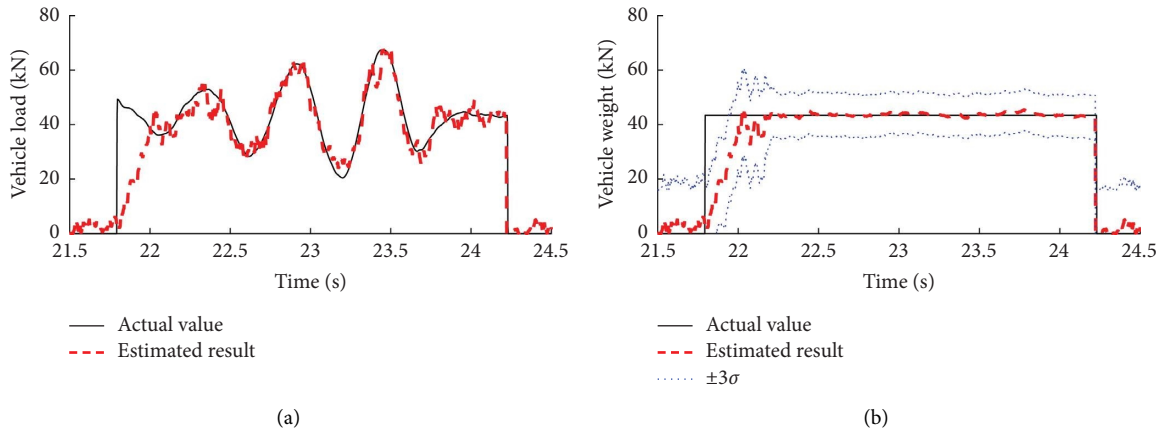 80
60
40
20
0
Vehicle load (kN)
21.5 22 22.5 23 23.5 24 24.5
Time (s)
Actual value
Estimated result
(a)
80
60
40
20
0
Vehicle weight (kN)
21.5 22 22.5 23 23.5 24 24.5
Time (s)
Actual value
Estimated result
±3σ
(b)